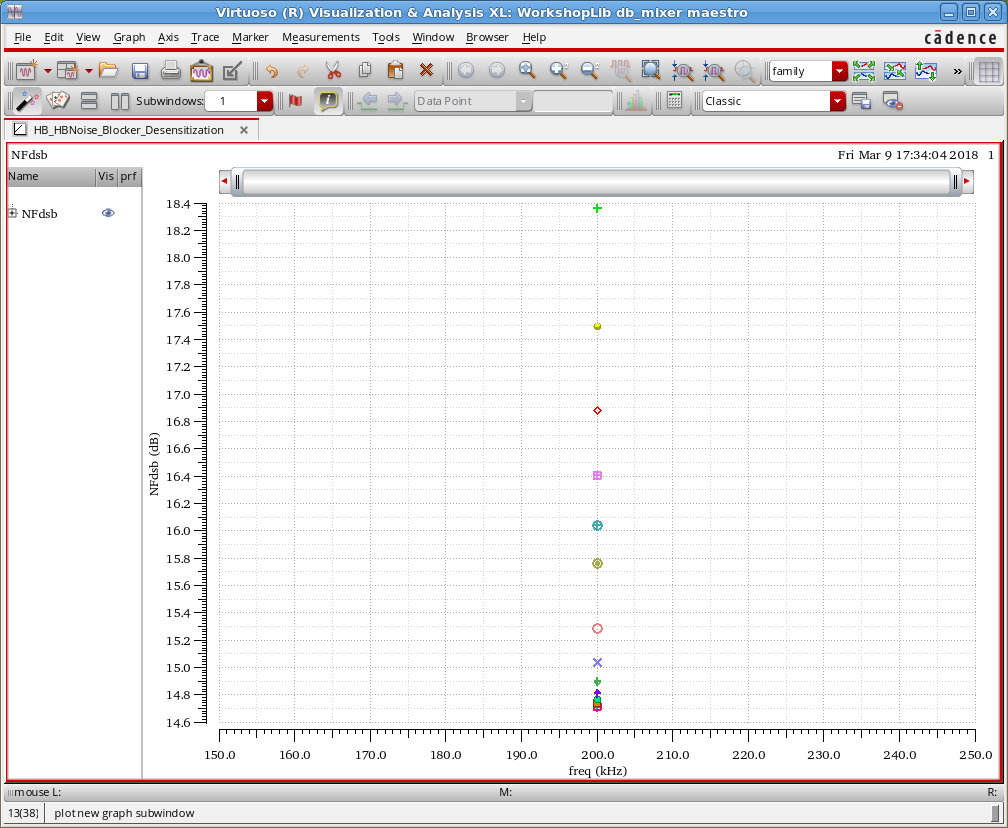 Virtuoso (R) Visualization & Analysis XL: WorkshopLib db_mixer maestro
File Edit View Graph Axis Trace Marker Measurements Tools Window Browser Help
cādence
family
»
Subwindows: 1
Data Point
Classic
HB_HBNoise_Blocker_Desensitization
NFdsb
Fri Mar 9 17:34:04 2018 1
Name Vis prf
NFdsb
18.4
18.2
18.0
17.8
17.6
17.4
17.2
17.0
16.8
16.6
16.4
16.2
16.0
15.8
15.6
15.4
15.2
15.0
14.8
14.6
NFdsb (dB)
150.0 160.0 170.0 180.0 190.0 200.0 210.0 220.0 230.0 240.0 250.0
freq (kHz)
mouse L: M: R:
13(38) plot new graph subwindow